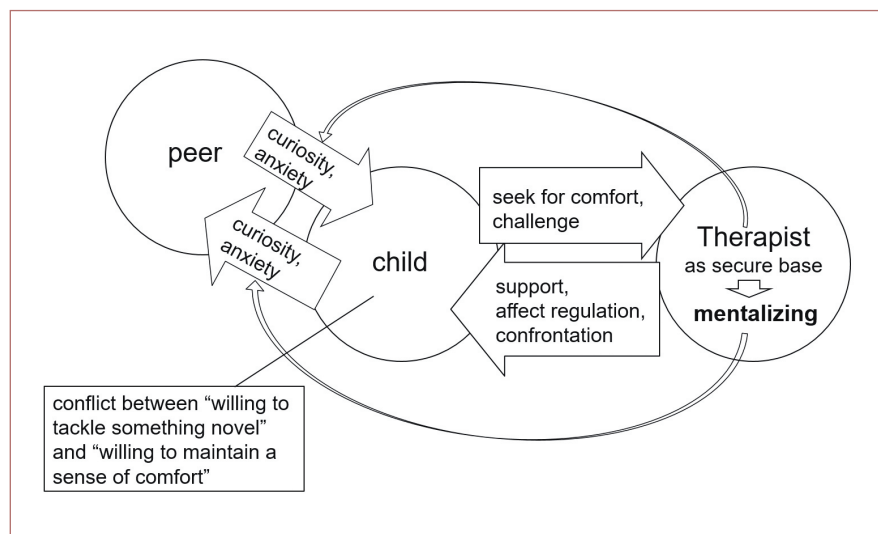 peer
curiosity,
anxiety
curiosity,
anxiety
child
seek for comfort,
challenge
support,
affect regulation,
confrontation
Therapist
as secure base
mentalizing
conflict between “willing to
tackle something novel”
and “willing to maintain a
sense of comfort”